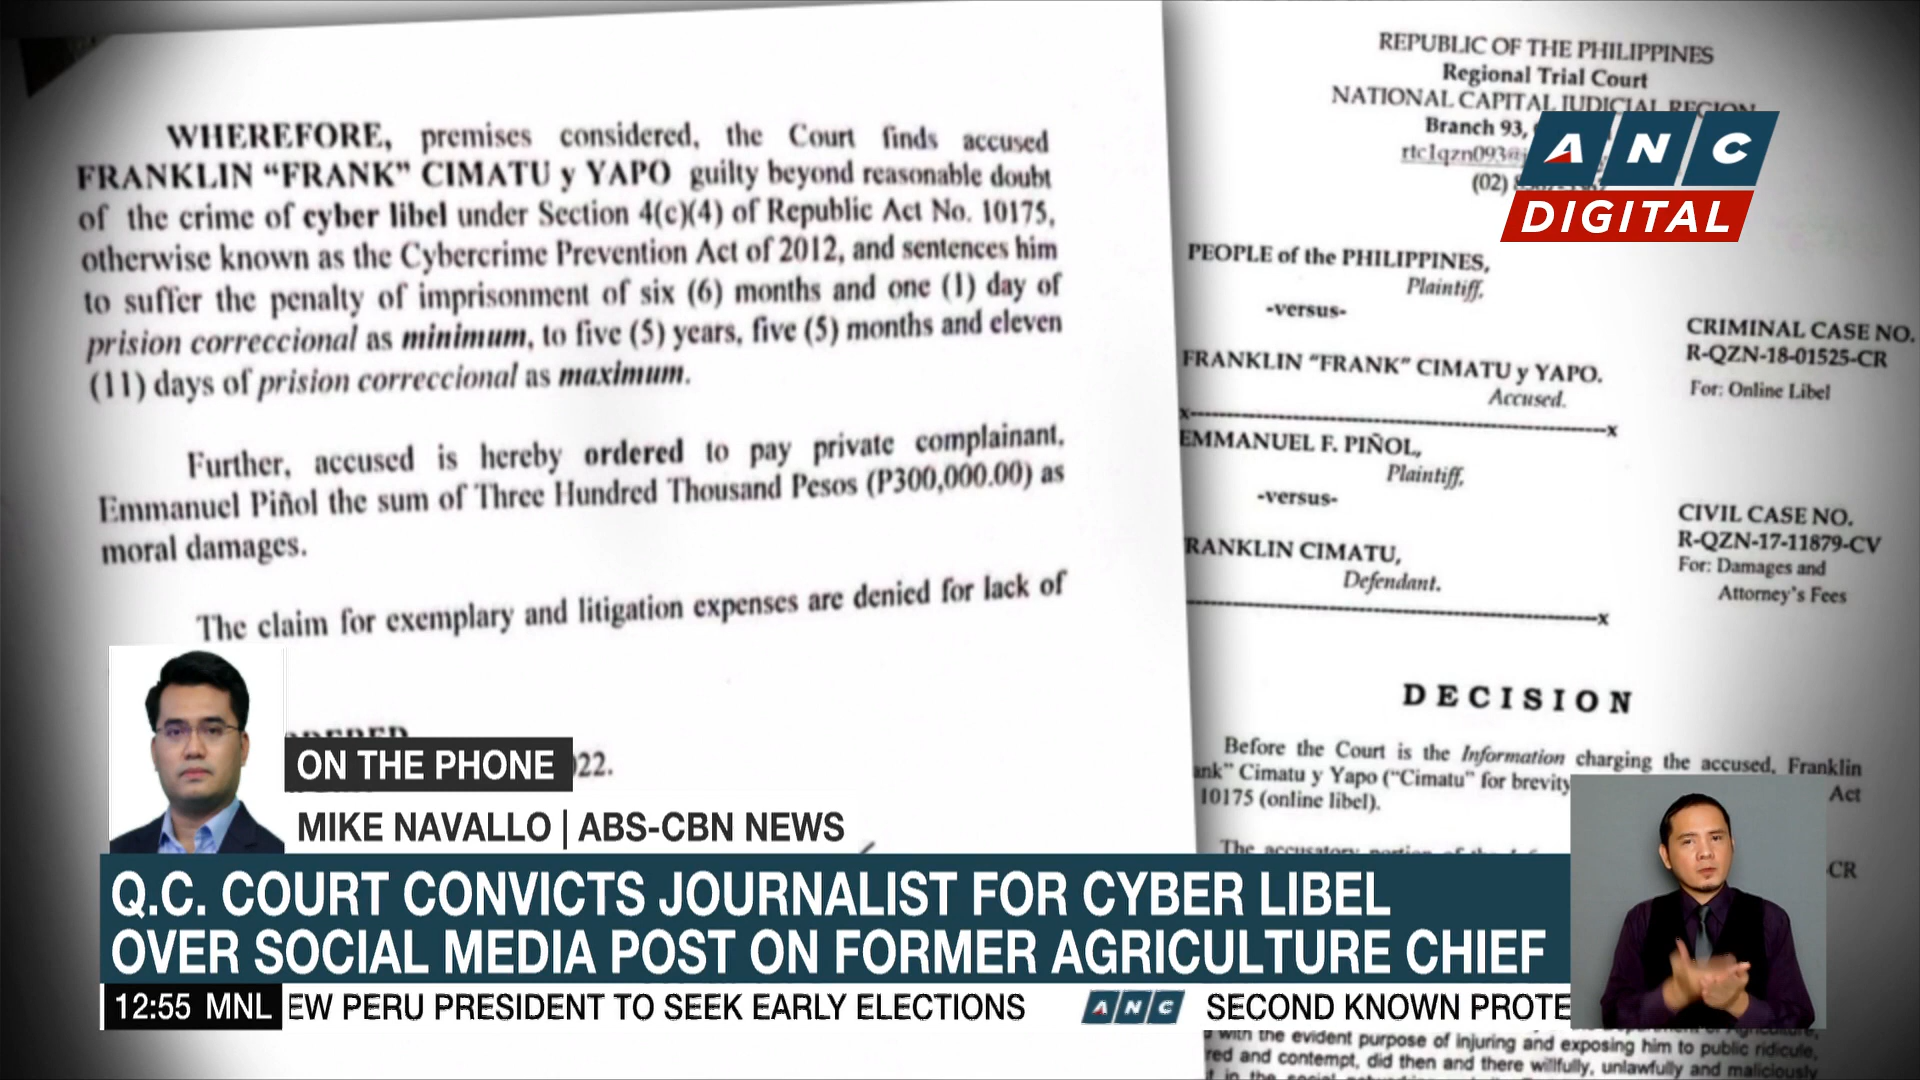 WHEREFORE, premises considered, the Court finds accused
FRANKLIN “FRANK” CIMATU y YAPO guilty beyond reasonable doubt
of the crime of cyber libel under Section 4(c)(4) of Republic Act No. 10175,
otherwise known as the Cybercrime Prevention Act of 2012, and sentences him
to suffer the penalty of imprisonment of six (6) months and one (1) day of
prision correccional as minimum, to five (5) years, five (5) months and eleven
(11) days of prision correccional as maximum.
Further, accused is hereby ordered to pay private complainant,
Emmanuel Piñol the sum of Three Hundred Thousand Pesos (P300,000.00) as
moral damages.
The claim for exemplary and litigation expenses are denied for lack of
022.
REPUBLIC OF THE PHILIPPINES
Regional Trial Court
NATIONAL CAPITAL JUDICIAL REGION
Branch 93,
rtc1qzn093@
(02)
ANC
DIGITAL
PEOPLE of the PHILIPPINES,
Plaintiff,
-versus-
FRANKLIN “FRANK” CIMATU y YAPO.
Accused.
x-----------------------------------------x
CRIMINAL CASE NO.
R-QZN-18-01525-CR
For: Online Libel
EMMANUEL F. PIÑOL,
Plaintiff,
-versus-
RANKLIN CIMATU,
Defendant.
-----------------------------------------x
CIVIL CASE NO.
R-QZN-17-11879-CV
For: Damages and
Attorney’s Fees
DECISION
Before the Court is the Information charging the accused, Franklin
ank” Cimatu y Yapo (“Cimatu” for brevity
Act
10175 (online libel).
The accusatory portion of the
CR
ON THE PHONE
MIKE NAVALLO | ABS-CBN NEWS
Q.C. COURT CONVICTS JOURNALIST FOR CYBER LIBEL
OVER SOCIAL MEDIA POST ON FORMER AGRICULTURE CHIEF
12:55 MNL EW PERU PRESIDENT TO SEEK EARLY ELECTIONS ANC SECOND KNOWN PROTE
with the evident purpose of injuring and exposing him to public ridicule,
red and contempt, did then and there willfully, unlawfully and maliciously